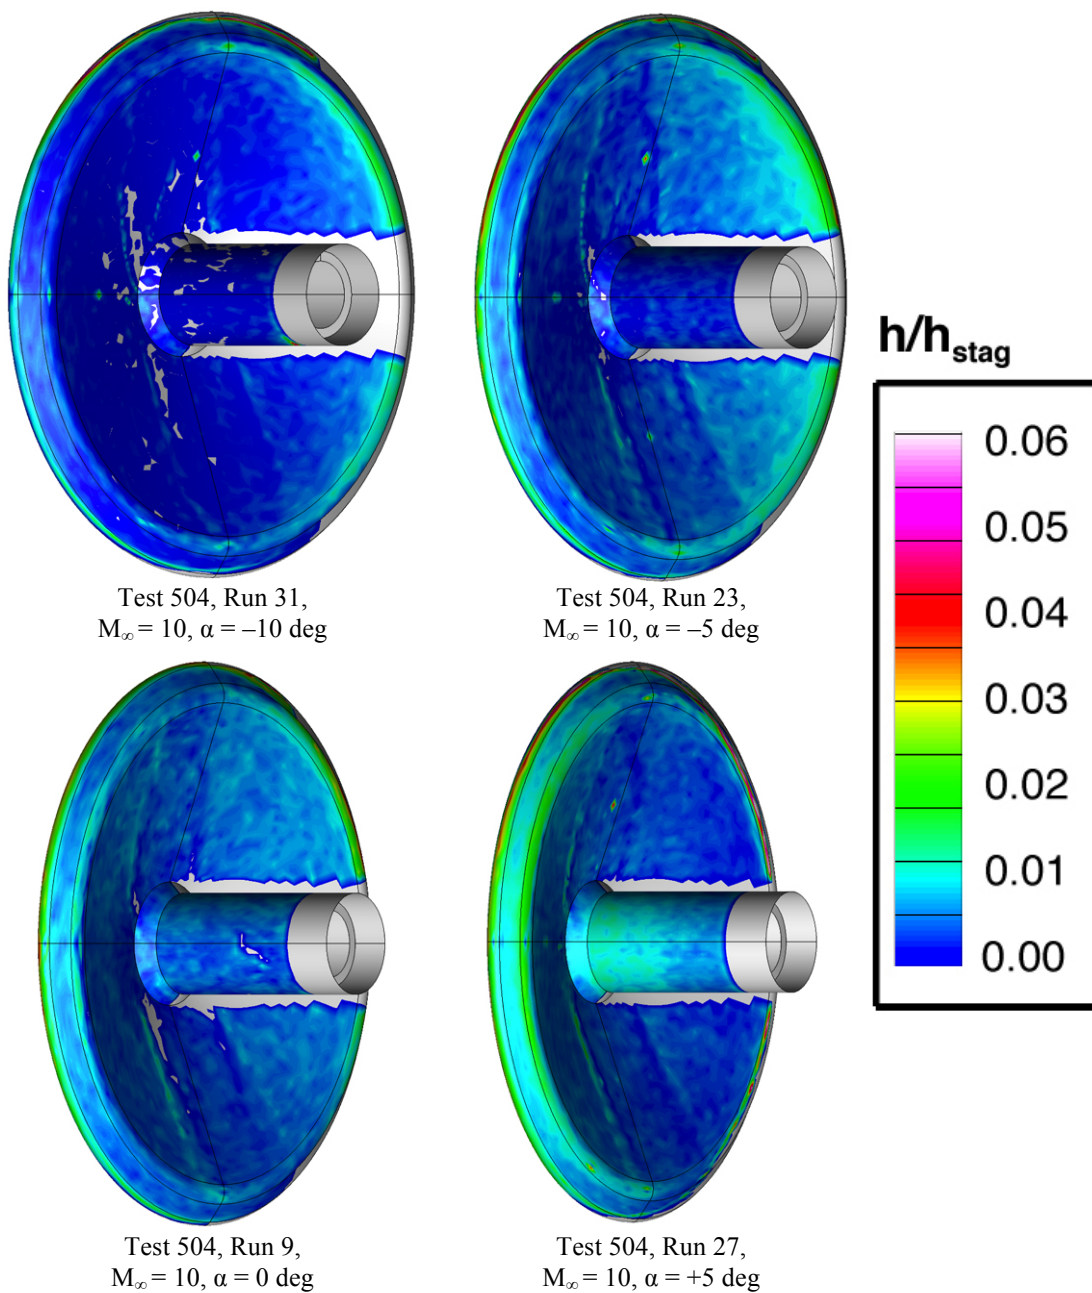 Test 504, Run 31,
M∞ = 10, α = –10 deg
Test 504, Run 23,
M∞ = 10, α = –5 deg
h/hstag
0.06
0.05
0.04
0.03
0.02
0.01
0.00
Test 504, Run 9,
M∞ = 10, α = 0 deg
Test 504, Run 27,
M∞ = 10, α = +5 deg